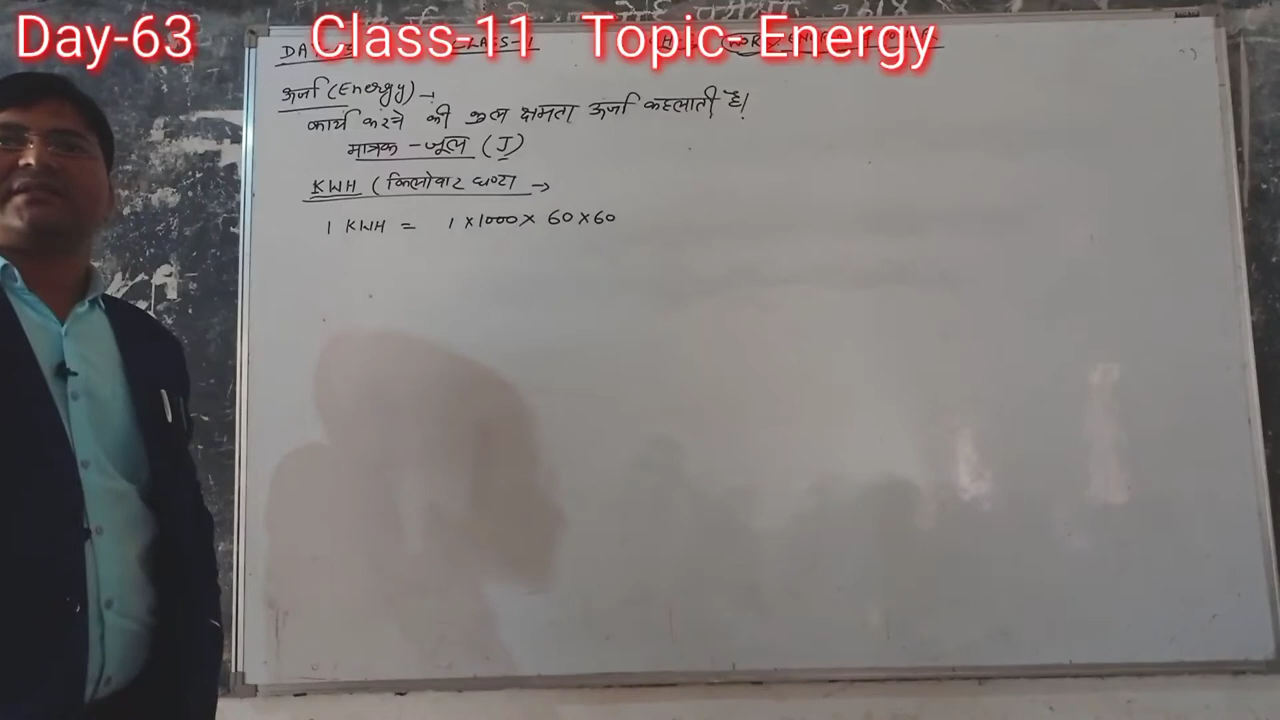 Day-63 Class-11 Topic-Energy
ऊर्जा (Energy) →
कार्य करने की कुल क्षमता ऊर्जा कहलाती है।
मात्रक - जूल (J)
KWH ( किलोवाट घण्टा →
1 KWH = 1 x 1000 x 60 x 60